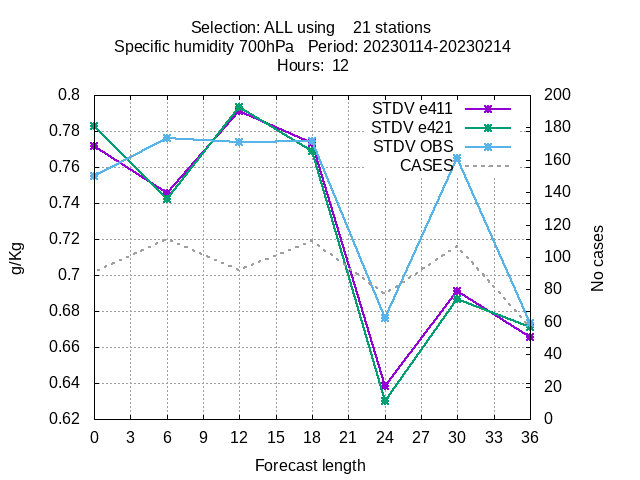 Selection: ALL using    21 stations
Specific humidity 700hPa   Period: 20230114-20230214
Hours:  12
0.8
0.78
0.76
0.74
0.72
0.7
0.68
0.66
0.64
0.62
g/Kg
STDV e411
STDV e421
STDV OBS
CASES
200
180
160
140
120
100
80
60
40
20
0
No cases
0 3 6 9 12 15 18 21 24 27 30 33 36
Forecast length